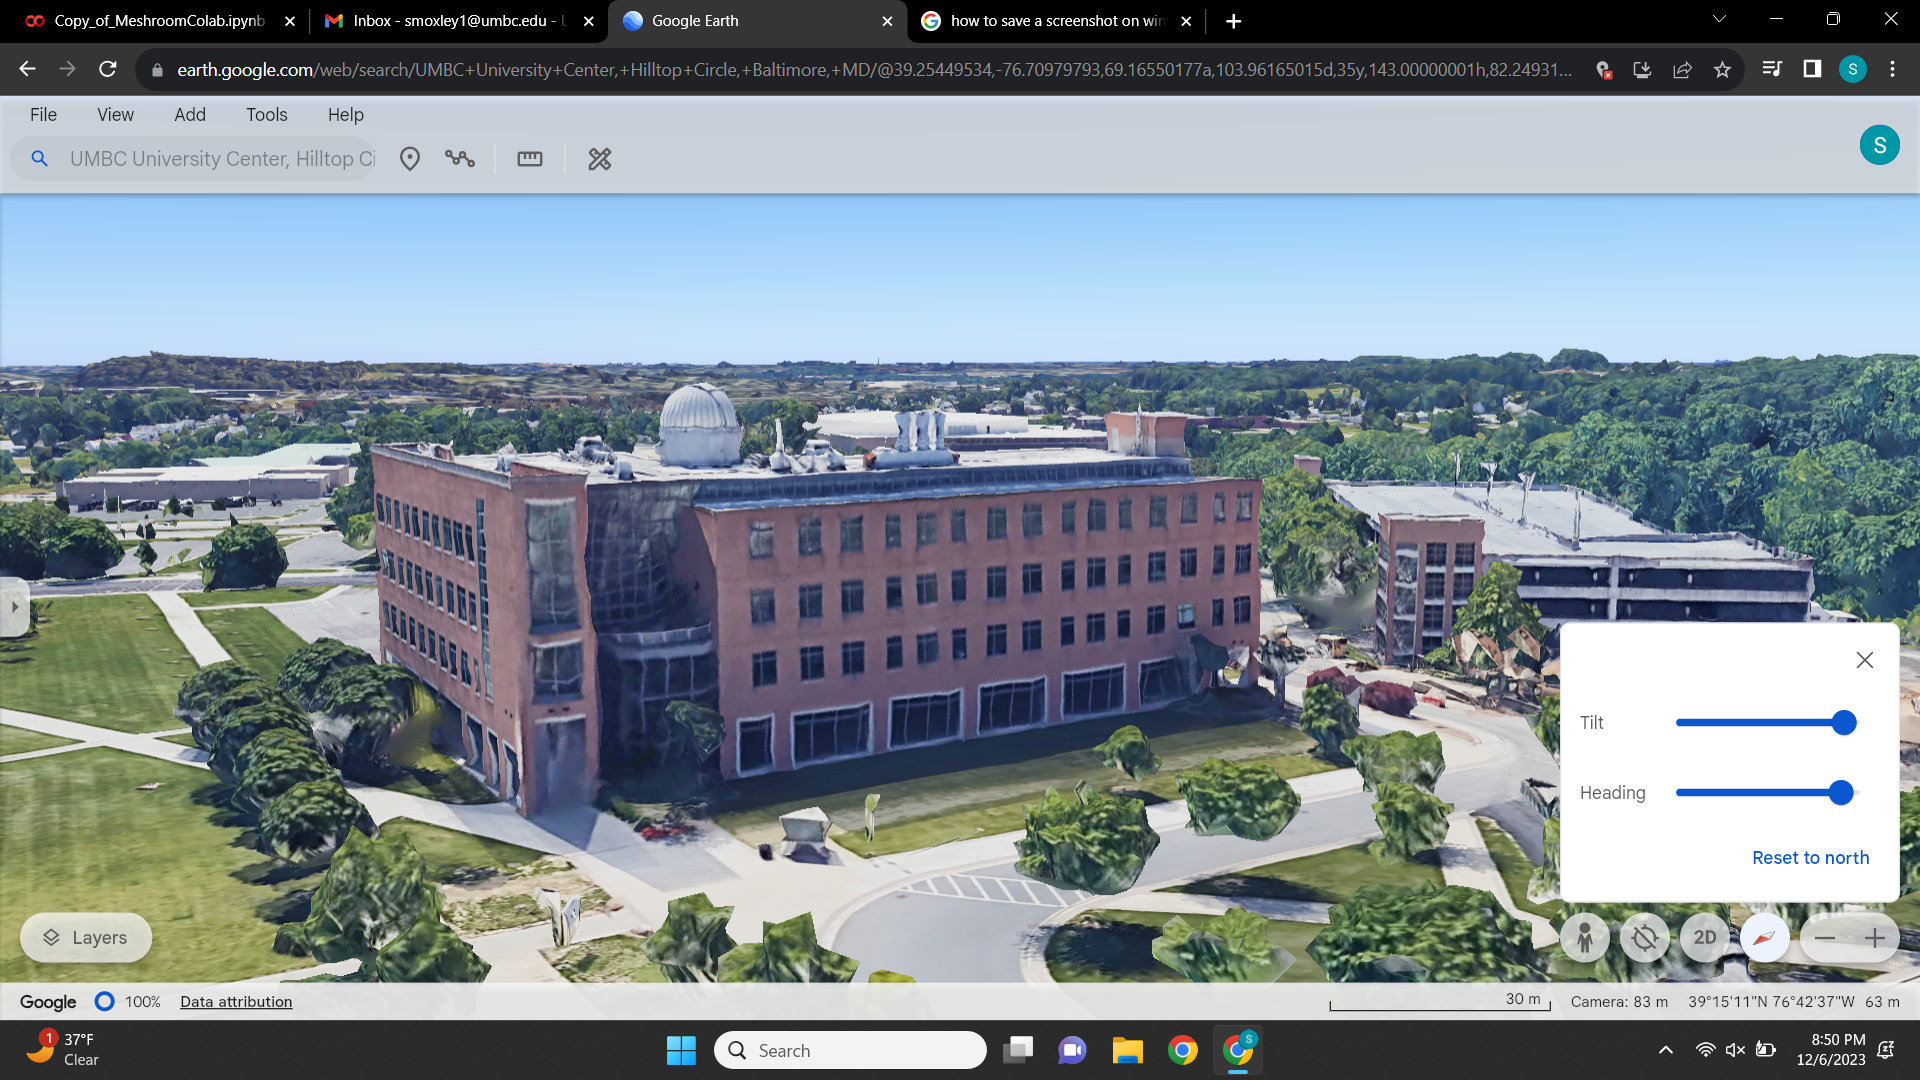 Copy_of_MeshroomColab.ipynb
Inbox - smoxley1@umbc.edu - U
Google Earth
how to save a screenshot on win
earth.google.com/web/search/UMBC+University+Center,+Hilltop+Circle,+Baltimore,+MD/@39.25449534,-76.70979793,69.16550177a,103.96165015d,35y,143.00000001h,82.24931...
S
File View Add Tools Help
UMBC University Center, Hilltop Ci
S
Tilt
Heading
Reset to north
Layers
2D
Google 100% Data attribution
30 m
Camera: 83 m 39°15'11"N 76°42'37"W 63 m
1
37°F
Clear
Search
S
8:50 PM
12/6/2023